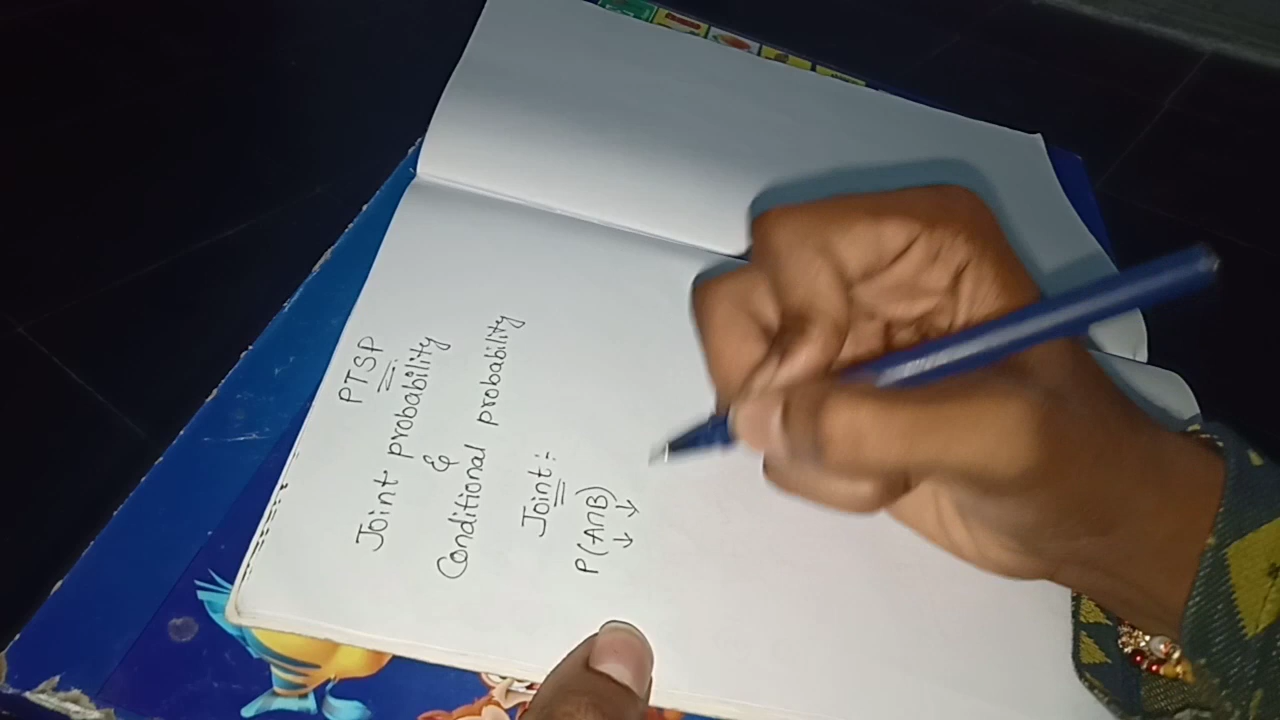 PTSP
Joint probability
&
Conditional probability
Joint:-
P(A∩B)
↓ ↓